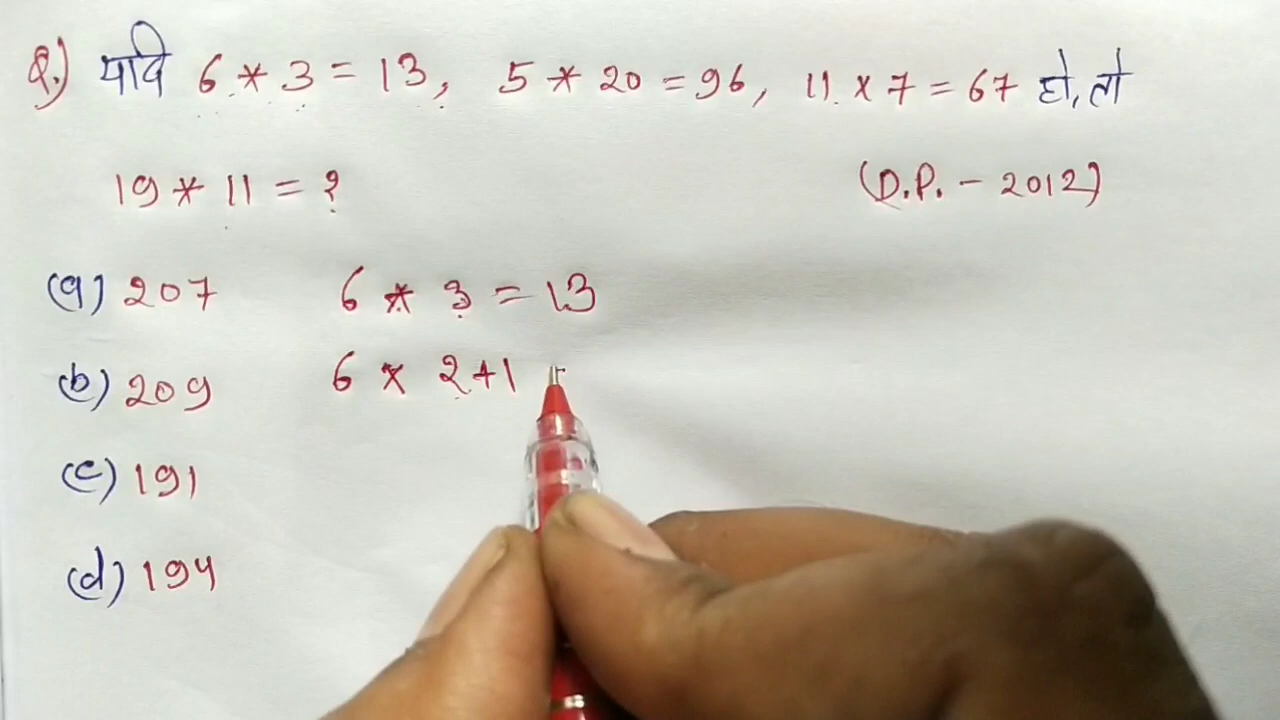 Q.) यदि 6 * 3 = 13, 5 * 20 = 96, 11 × 7 = 67 हो, तो
19 * 11 = ?
(D.P. - 2012)
(a) 207
6 * 3 = 13
(b) 209
6 × 2+1
(c) 191
(d) 194